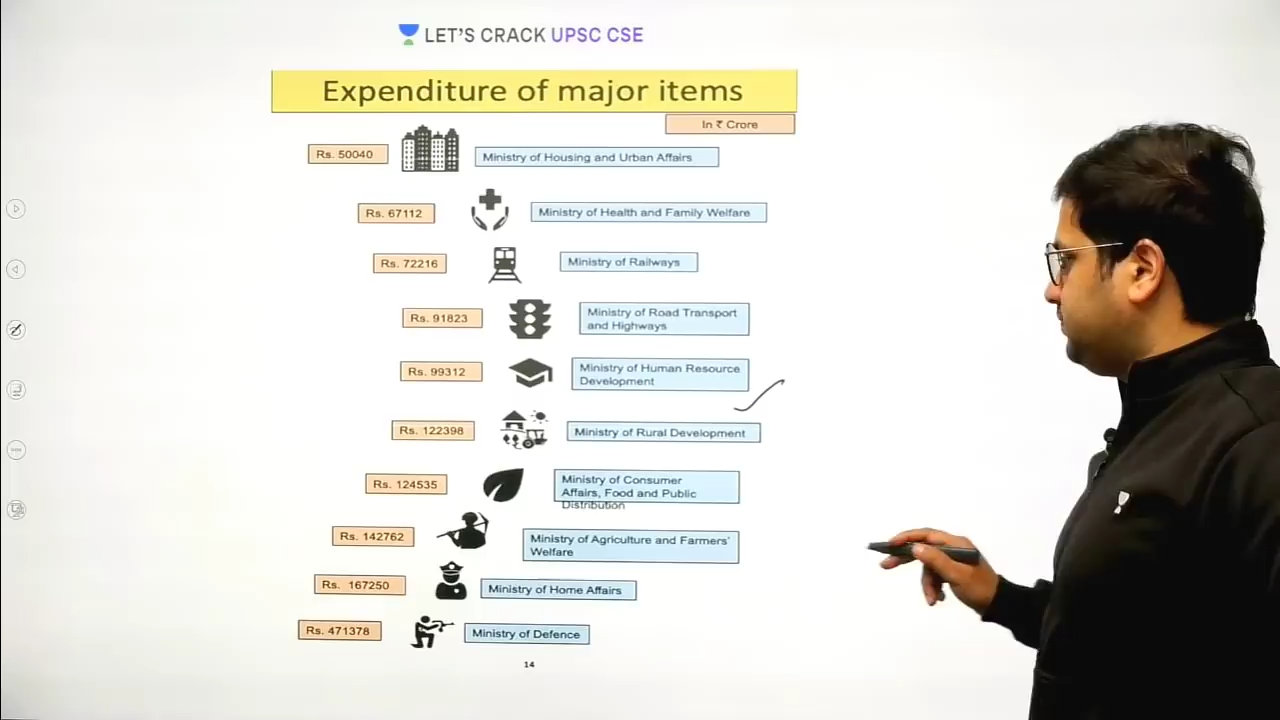 LET'S CRACK UPSC CSE
Expenditure of major items
In ₹ Crore
Rs. 50040
Ministry of Housing and Urban Affairs
Rs. 67112
Ministry of Health and Family Welfare
Rs. 72216
Ministry of Railways
Rs. 91823
Ministry of Road Transport
and Highways
Rs. 99312
Ministry of Human Resource
Development
Rs. 122398
Ministry of Rural Development
Rs. 124535
Ministry of Consumer
Affairs, Food and Public
Distribution
Rs. 142762
Ministry of Agriculture and Farmers'
Welfare
Rs. 167250
Ministry of Home Affairs
Rs. 471378
Ministry of Defence
14